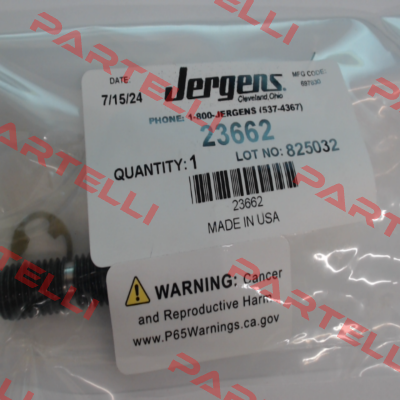 DATE
7/15/24
Jergens
Cleveland, Ohio
MFG CODE:
PHONE: 1-800-JERGENS (537-4367)
23662
QUANTITY: 1
LOT NO: 825032
23662
MADE IN USA
WARNING: Cancer
and Reproductive Harm
www.P65Warnings.ca.gov
PARTELLI
PARTELLI
PARTELLI
PARTELLI
PARTELLI